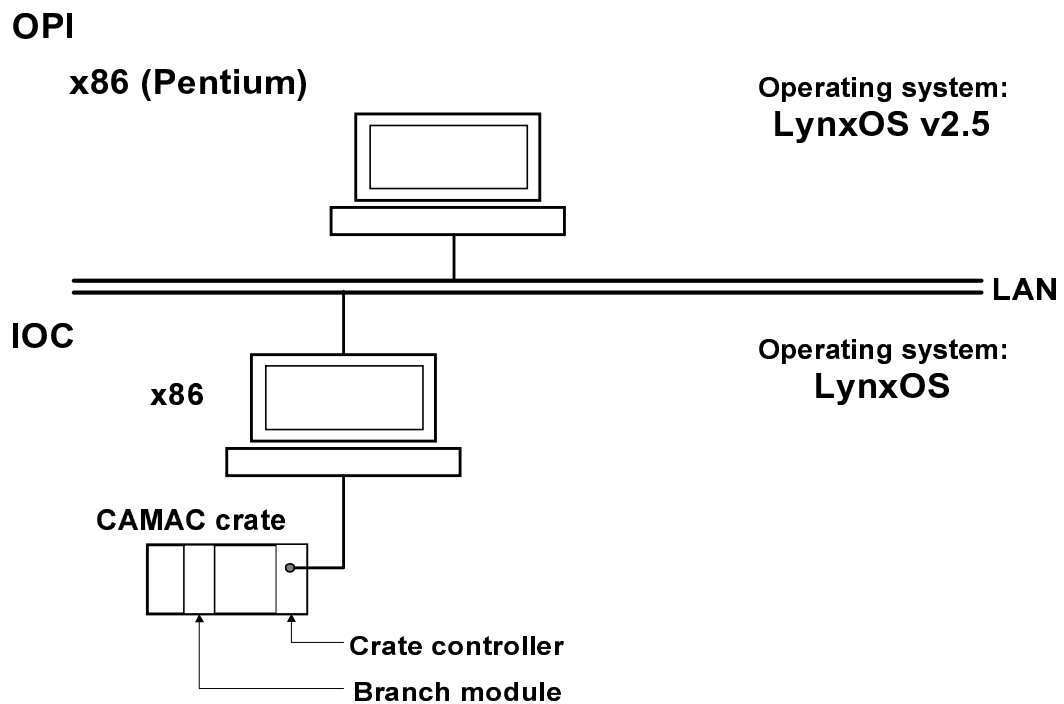 OPI
x86 (Pentium)
Operating system:
LynxOS v2.5
LAN
IOC
Operating system:
LynxOS
x86
CAMAC crate
Crate controller
Branch module